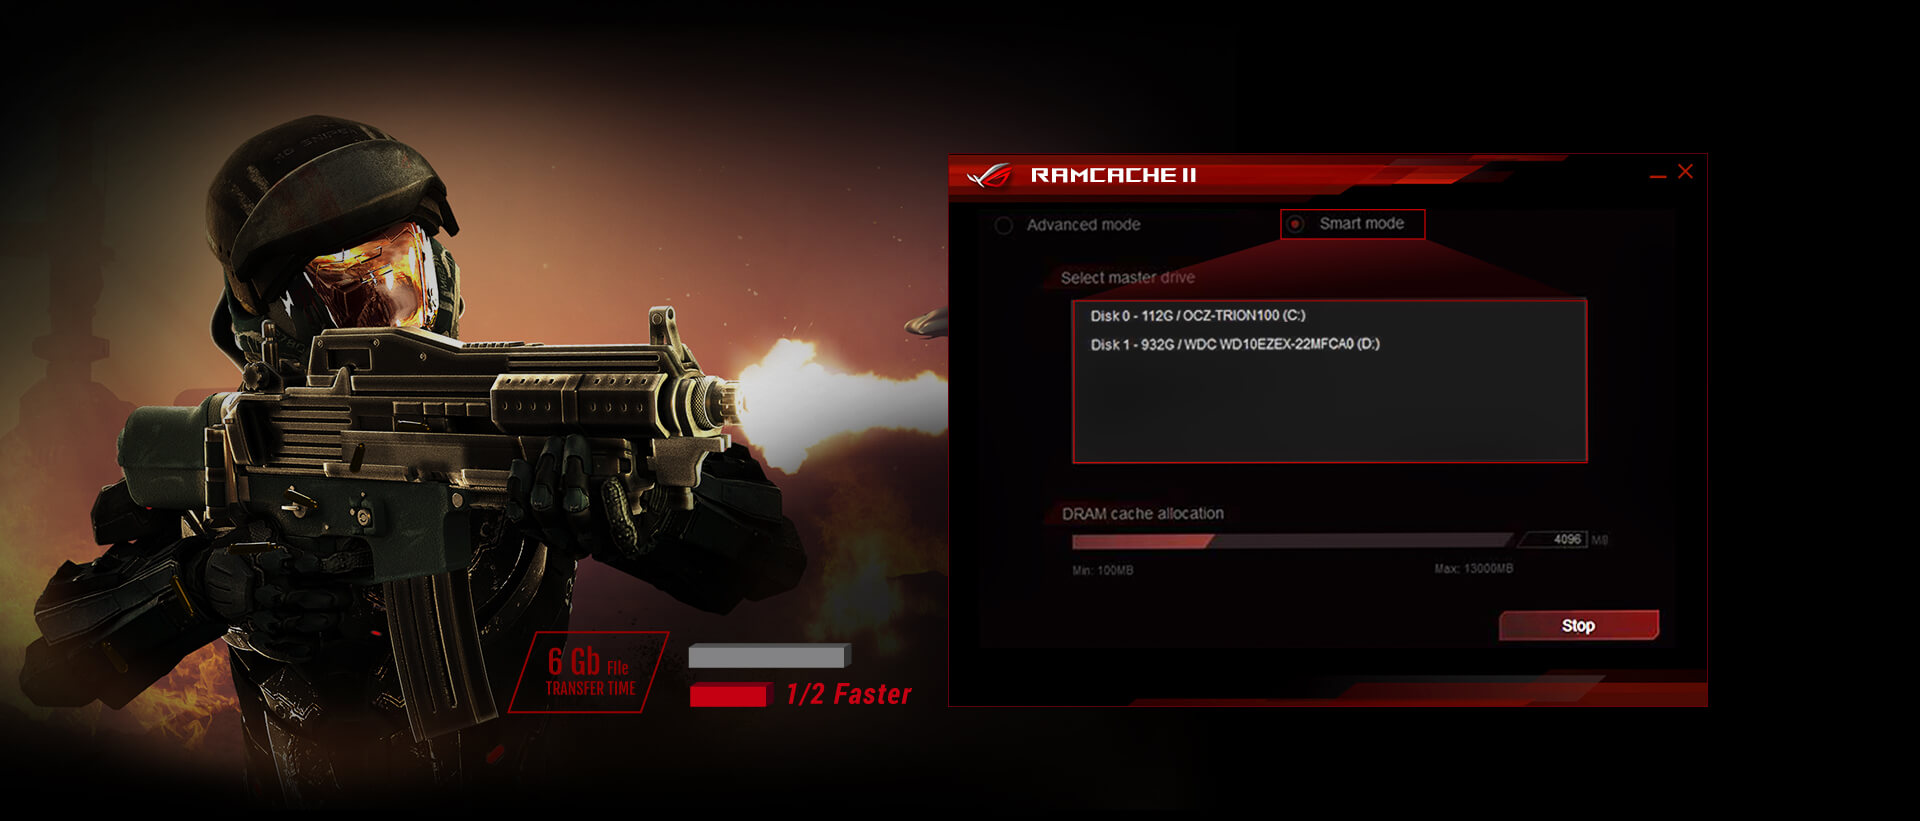 RAMCACHE II
Advanced mode
Smart mode
Select master drive
Disk 0 - 112G / OCZ-TRION100 (C:)
Disk 1 - 932G / WDC WD10EZEX-22MFCA0 (D:)
DRAM cache allocation
4096 MB
Min: 100MB
Max: 13000MB
Stop
6 Gb File
TRANSFER TIME
1/2 Faster